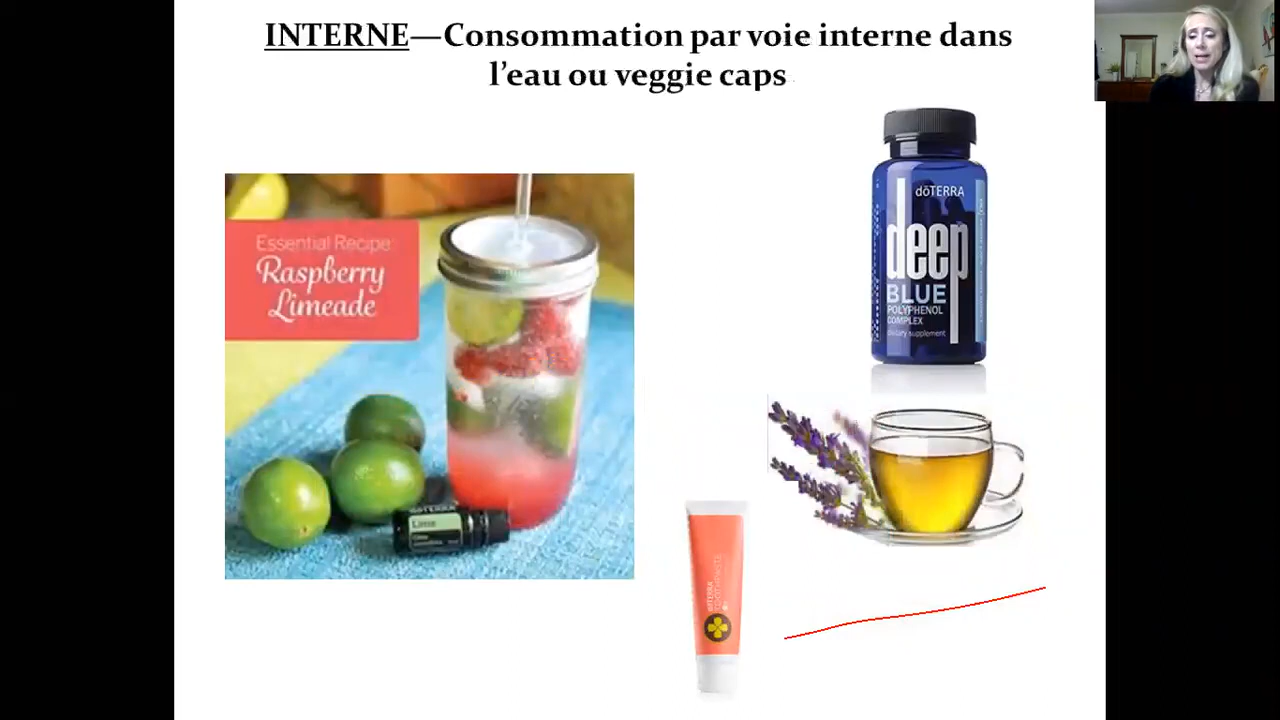 INTERNE—Consommation par voie interne dans
l'eau ou veggie caps
Essential Recipe:
Raspberry
Limeade
dōTERRA
deep
BLUE
POLYPHENOL
COMPLEX
dietary supplement
dōTERRA
Lime